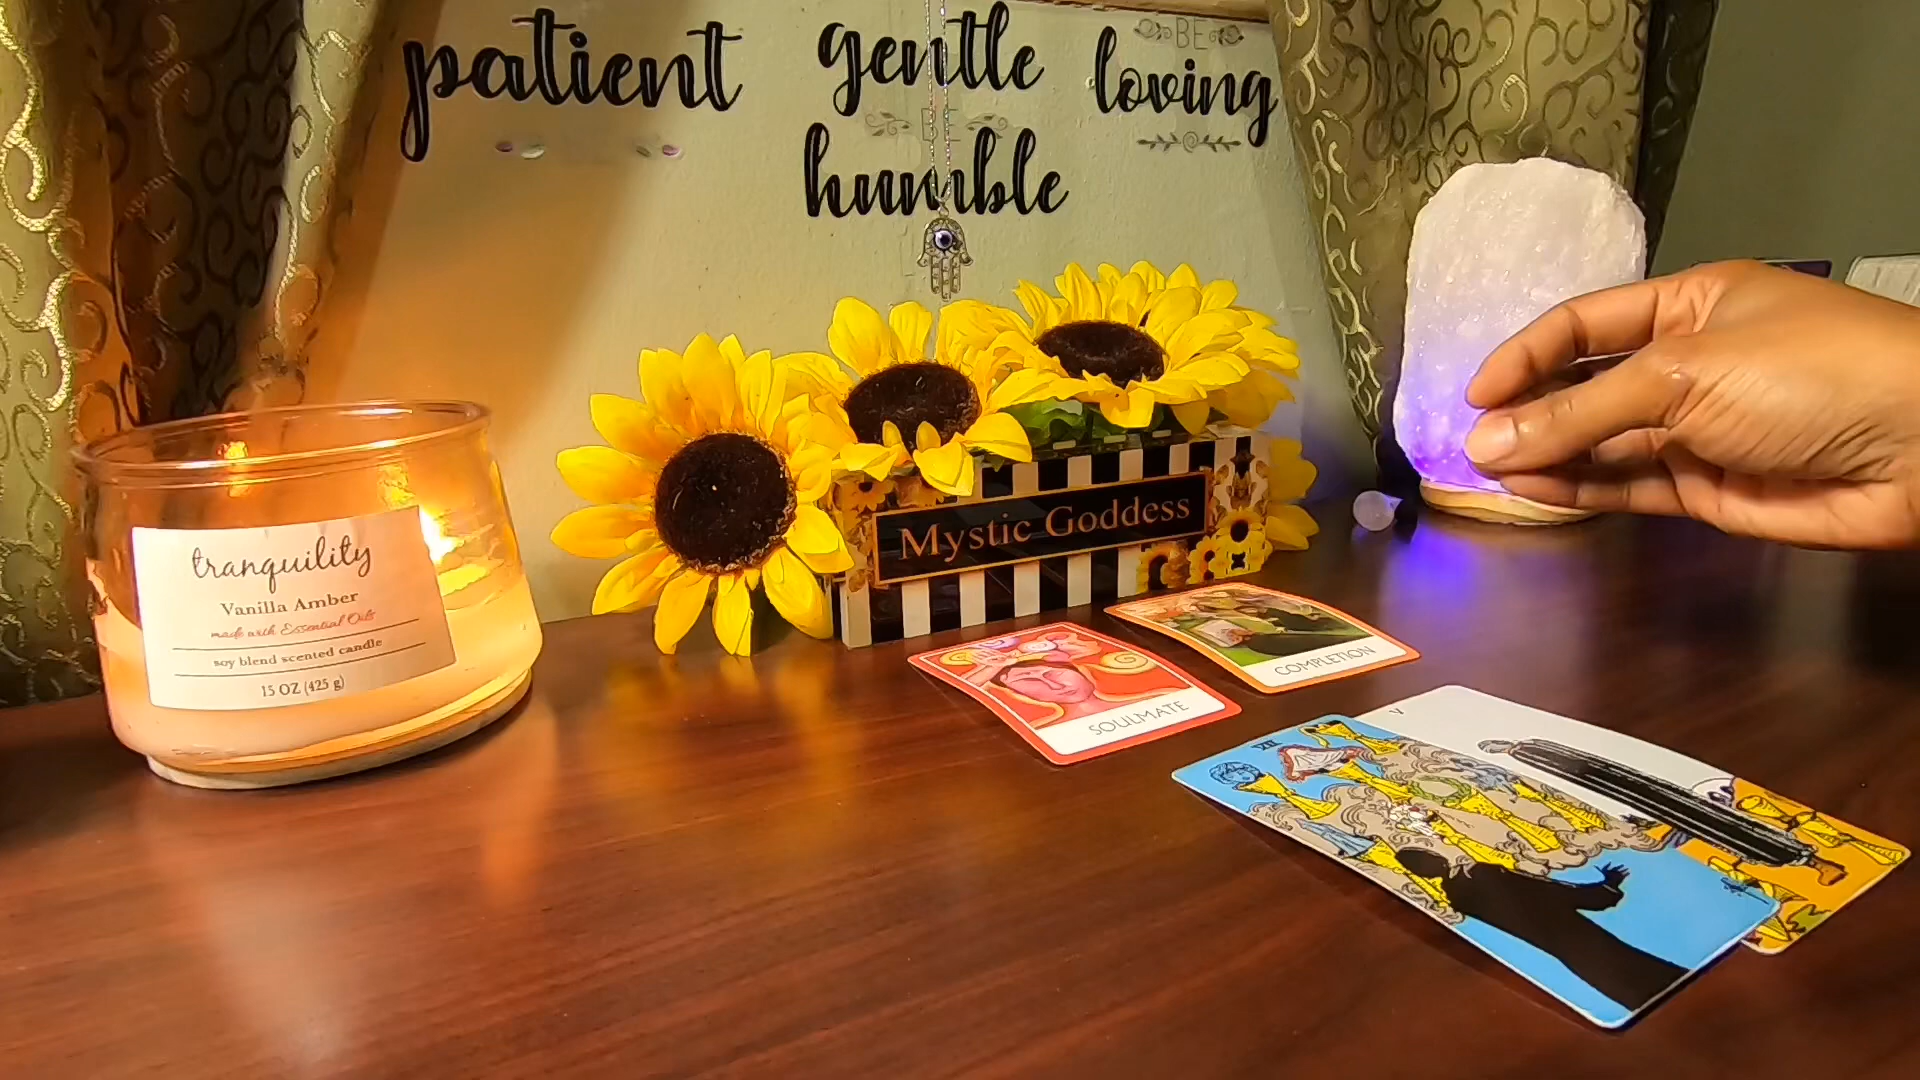 patient
gentle
BE
loving
BE
humble
tranquility
Vanilla Amber
made with Essential Oils
soy blend scented candle
15 OZ (425 g)
Mystic Goddess
SOULMATE
COMPLETION
VII
V